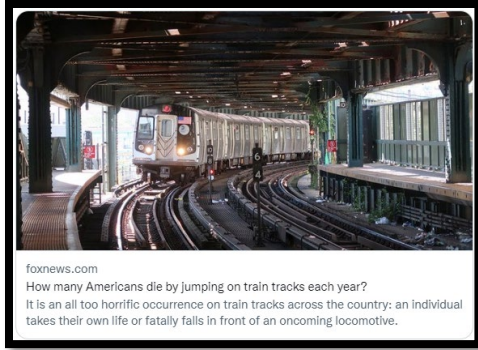 foxnews.com
How many Americans die by jumping on train tracks each year?
It is an all too horrific occurrence on train tracks across the country: an individual
takes their own life or fatally falls in front of an oncoming locomotive.